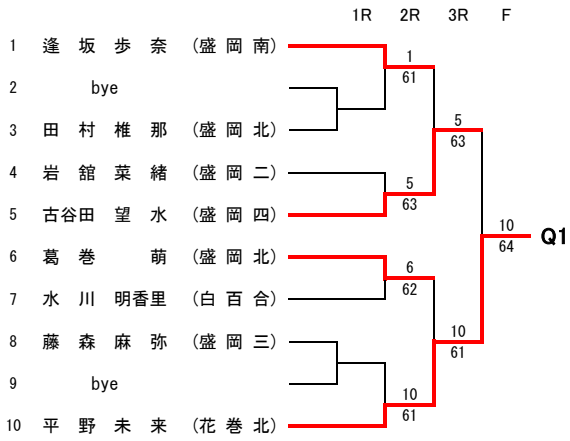 1R 2R 3R F
1 逢 坂 歩 奈 (盛 岡 南)
1
61
2 bye
3 田 村 椎 那 (盛 岡 北)
5
63
4 岩 舘 菜 緒 (盛 岡 二)
5
63
5 古谷田 望 水 (盛 岡 四)
10
64
Q1
6 葛 巻 萌 (盛 岡 北)
6
62
7 水 川 明香里 (白 百 合)
8 藤 森 麻 弥 (盛 岡 三)
10
61
9 bye
10
61
10 平 野 未 来 (花 巻 北)